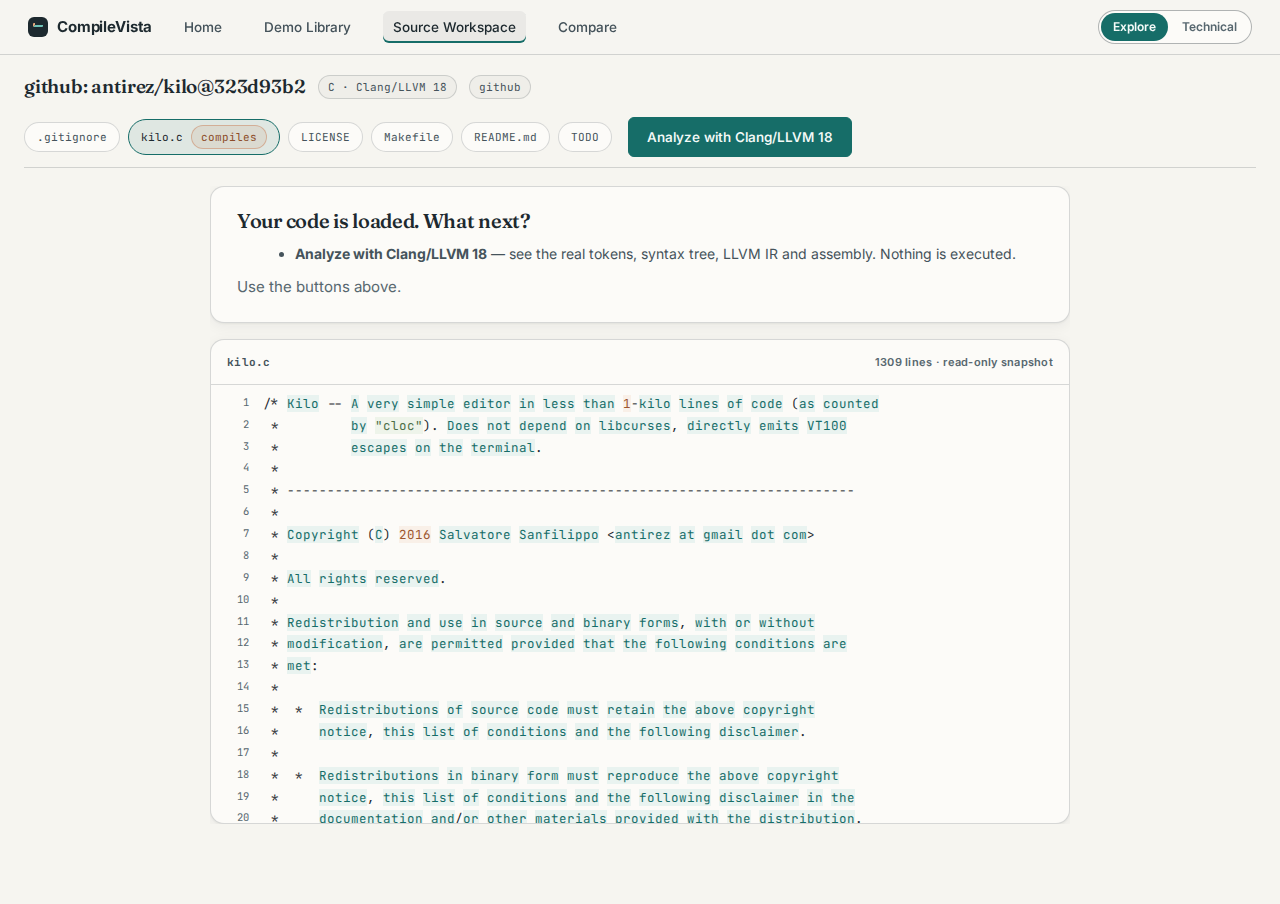 CompileVista Home Demo Library Source Workspace Compare Explore Technical
github: antirez/kilo@323d93b2 C · Clang/LLVM 18 github
.gitignore kilo.c compiles LICENSE Makefile README.md TODO Analyze with Clang/LLVM 18
Your code is loaded. What next?
• Analyze with Clang/LLVM 18 — see the real tokens, syntax tree, LLVM IR and assembly. Nothing is executed.
Use the buttons above.
kilo.c 1309 lines · read-only snapshot
1 /* Kilo -- A very simple editor in less than 1-kilo lines of code (as counted
2 * by "cloc"). Does not depend on libcurses, directly emits VT100
3 * escapes on the terminal.
4 *
5 * -----------------------------------------------------------------------
6 *
7 * Copyright (C) 2016 Salvatore Sanfilippo <antirez at gmail dot com>
8 *
9 * All rights reserved.
10 *
11 * Redistribution and use in source and binary forms, with or without
12 * modification, are permitted provided that the following conditions are
13 * met:
14 *
15 * * Redistributions of source code must retain the above copyright
16 * notice, this list of conditions and the following disclaimer.
17 *
18 * * Redistributions in binary form must reproduce the above copyright
19 * notice, this list of conditions and the following disclaimer in the
20 * documentation and/or other materials provided with the distribution.